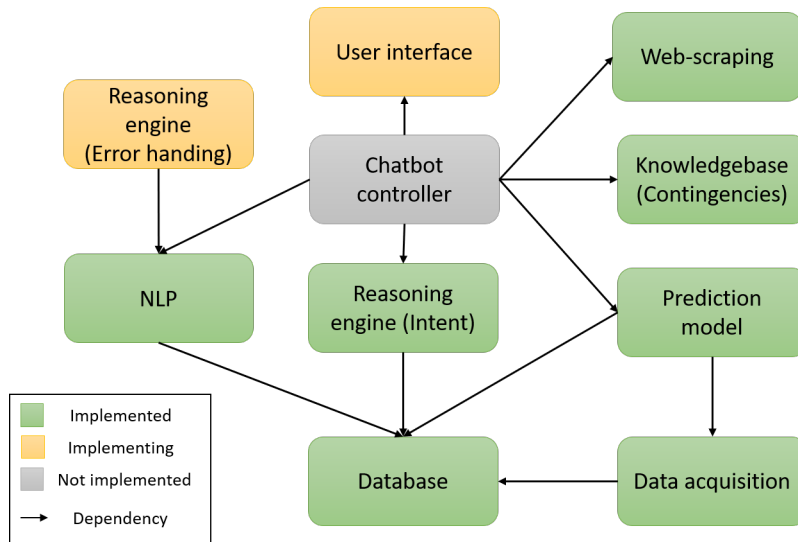 User interface
Web-scraping
Reasoning
engine
(Error handing)
Chatbot
controller
Knowledgebase
(Contingencies)
NLP
Reasoning
engine (Intent)
Prediction
model
Implemented
Implementing
Not implemented
Dependency
Database
Data acquisition